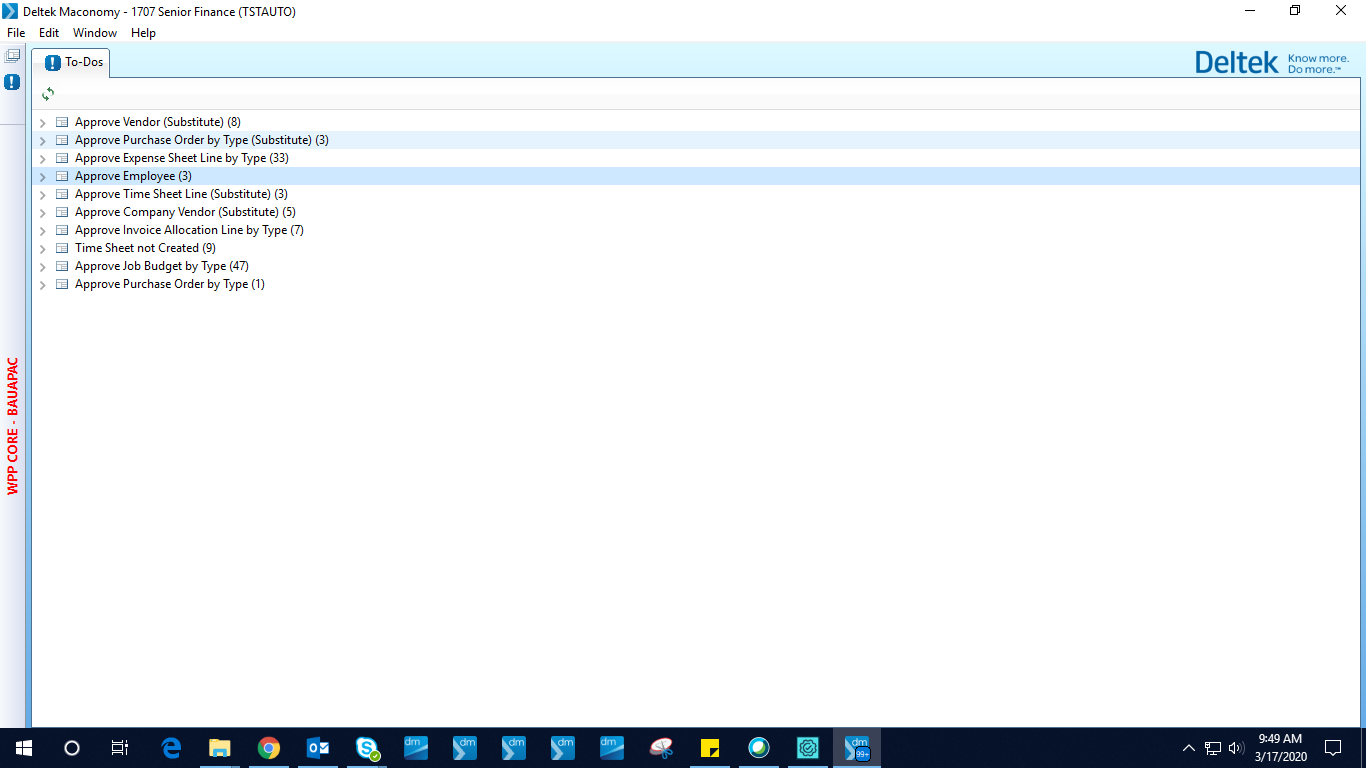 Deltek Maconomy - 1707 Senior Finance (TSTAUTO)
File Edit Window Help
To-Dos
Deltek Know more. Do more.™
Approve Vendor (Substitute) (8)
Approve Purchase Order by Type (Substitute) (3)
Approve Expense Sheet Line by Type (33)
Approve Employee (3)
Approve Time Sheet Line (Substitute) (3)
Approve Company Vendor (Substitute) (5)
Approve Invoice Allocation Line by Type (7)
Time Sheet not Created (9)
Approve Job Budget by Type (47)
Approve Purchase Order by Type (1)
WPP CORE - BAUAPAC
dm dm dm dm dm dm
99+
9:49 AM
3/17/2020